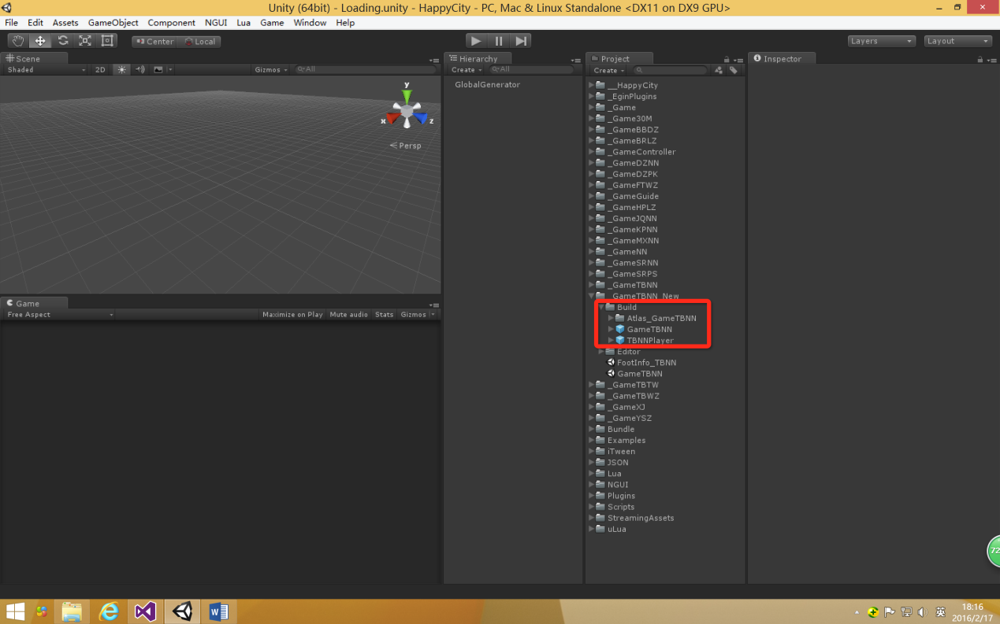 Unity (64bit) - Loading.unity - HappyCity - PC, Mac & Linux Standalone <DX11 on DX9 GPU>
File Edit Assets GameObject Component NGUI Lua Game Window Help
Center Local Layers Layout
Scene
Shaded 2D Gizmos All
y
x z
Persp
Game
Free Aspect Maximize on Play Mute audio Stats Gizmos
Hierarchy
Create All
GlobalGenerator
Project
Create
__HappyCity
_EginPlugins
_Game
_Game30M
_GameBBDZ
_GameBRLZ
_GameController
_GameDZNN
_GameDZPK
_GameFTWZ
_GameGuide
_GameHPLZ
_GameJQNN
_GameKPNN
_GameMXNN
_GameNN
_GameSRNN
_GameSRPS
_GameTBNN
_GameTBNN_New
Build
Atlas_GameTBNN
GameTBNN
TBNNPlayer
Editor
FootInfo_TBNN
GameTBNN
_GameTBTW
_GameTBWZ
_GameXJ
_GameYSZ
Bundle
Examples
iTween
JSON
Lua
NGUI
Plugins
Scripts
StreamingAssets
uLua
Inspector
72
英
18:16
2016/2/17